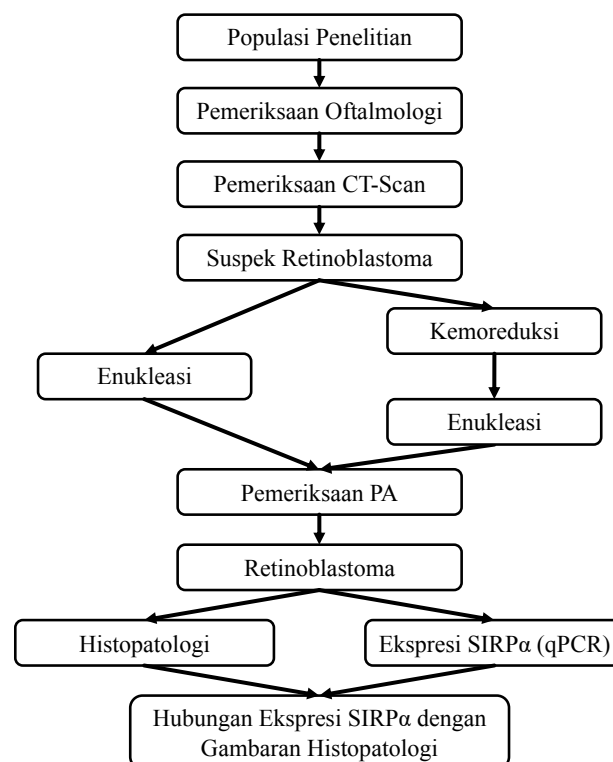 Populasi Penelitian
Pemeriksaan Oftalmologi
Pemeriksaan CT-Scan
Suspek Retinoblastoma
Kemoreduksi
Enukleasi
Enukleasi
Pemeriksaan PA
Retinoblastoma
Histopatologi
Ekspresi SIRPα (qPCR)
Hubungan Ekspresi SIRPα dengan
Gambaran Histopatologi